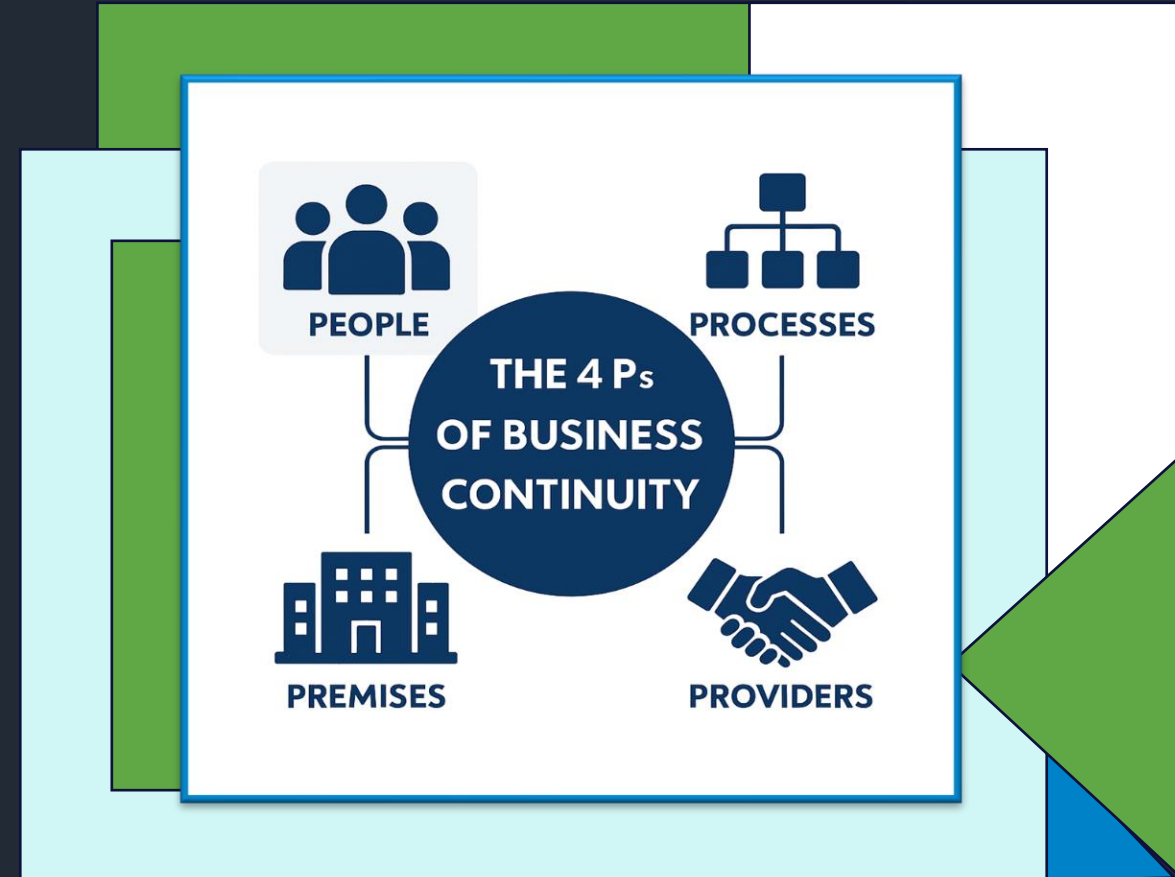 PEOPLE
PROCESSES
THE 4 Ps
OF BUSINESS
CONTINUITY
PREMISES
PROVIDERS